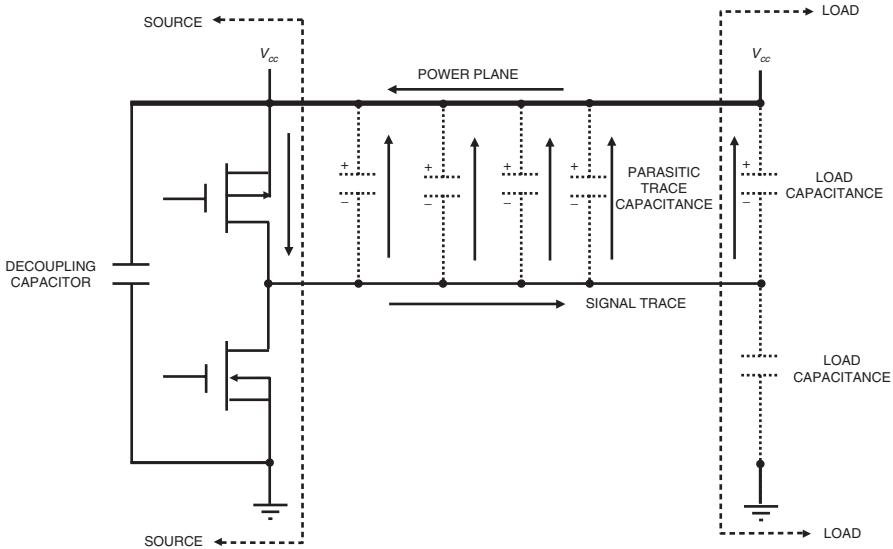 SOURCE
LOAD
Vcc
Vcc
POWER PLANE
+
+
+
+
+
–
–
–
–
–
PARASITIC
TRACE
CAPACITANCE
LOAD
CAPACITANCE
DECOUPLING
CAPACITOR
SIGNAL TRACE
LOAD
CAPACITANCE
SOURCE
LOAD